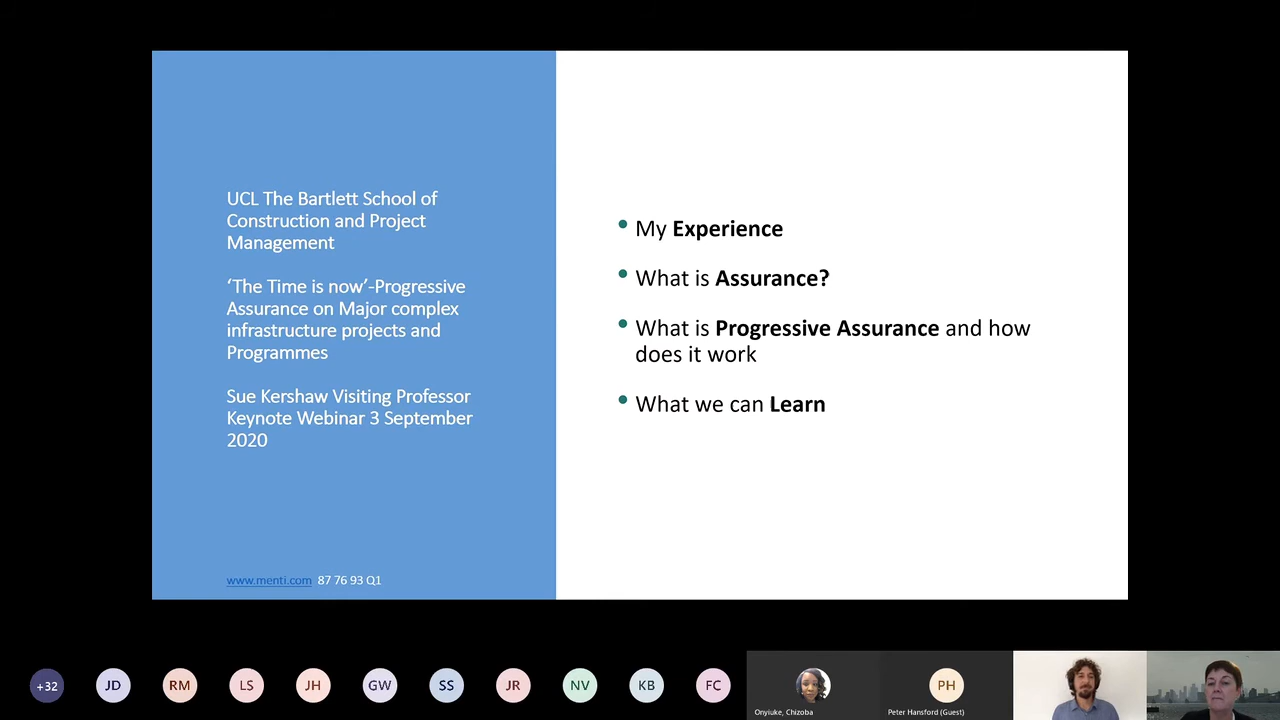 UCL The Bartlett School of
Construction and Project
Management
‘The Time is now’-Progressive
Assurance on Major complex
infrastructure projects and
Programmes
Sue Kershaw Visiting Professor
Keynote Webinar 3 September
2020
www.menti.com 87 76 93 Q1
• My Experience
• What is Assurance?
• What is Progressive Assurance and how
does it work
• What we can Learn
+32 JD RM LS JH GW SS JR NV KB FC PH
Onyiuke, Chizoba
Peter Hansford (Guest)